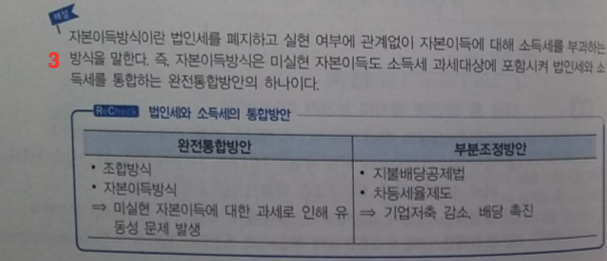 해설
자본이득방식이란 법인세를 폐지하고 실현 여부에 관계없이 자본이득에 대해 소득세를 부과하는
3 방식을 말한다. 즉, 자본이득방식은 미실현 자본이득도 소득세 과세대상에 포함시켜 법인세와 소
득세를 통합하는 완전통합방안의 하나이다.
ReCheck 법인세와 소득세의 통합방안
완전통합방안 부분조정방안
• 조합방식 • 지불배당공제법
• 자본이득방식 • 차등세율제도
⇒ 미실현 자본이득에 대한 과세로 인해 유 ⇒ 기업저축 감소, 배당 촉진
동성 문제 발생